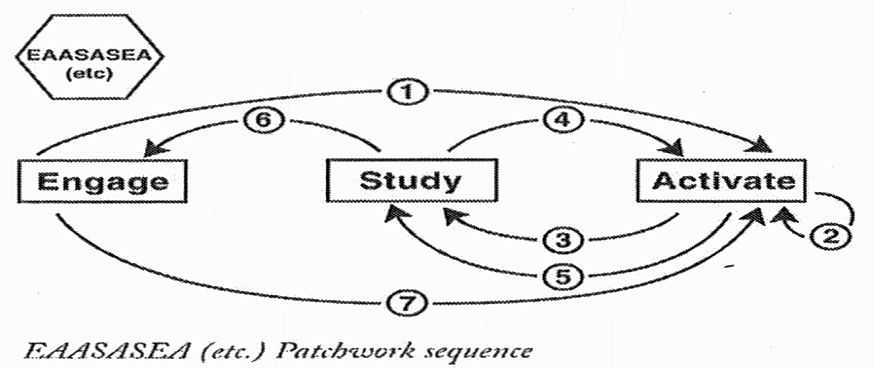 EAASASEA
(etc)
1
6
4
Engage
Study
Activate
2
3
5
7
EAASASEA (etc.) Patchwork sequence